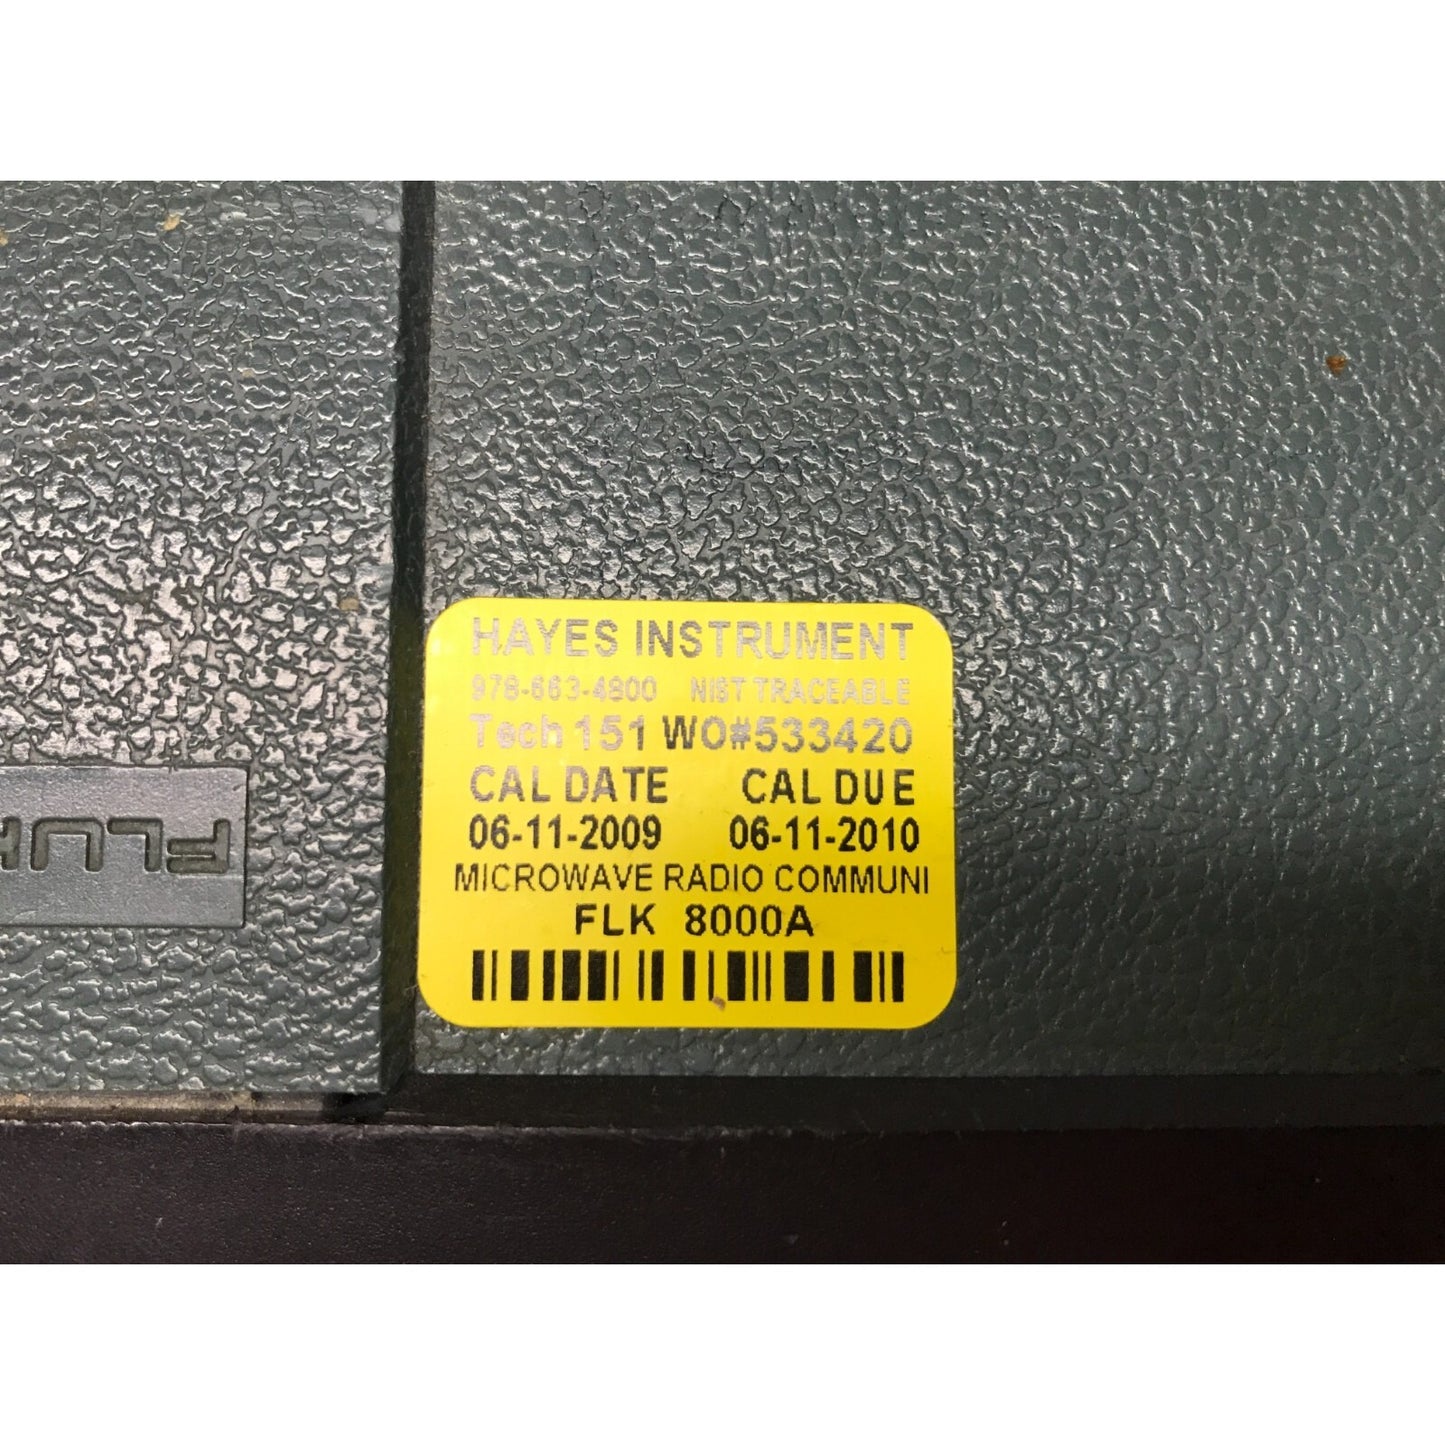 HAYES INSTRUMENT
978-663-4800 NIST TRACEABLE
Tech 151 WO#533420
CAL DATE CAL DUE
06-11-2009 06-11-2010
MICROWAVE RADIO COMMUNI
FLK 8000A